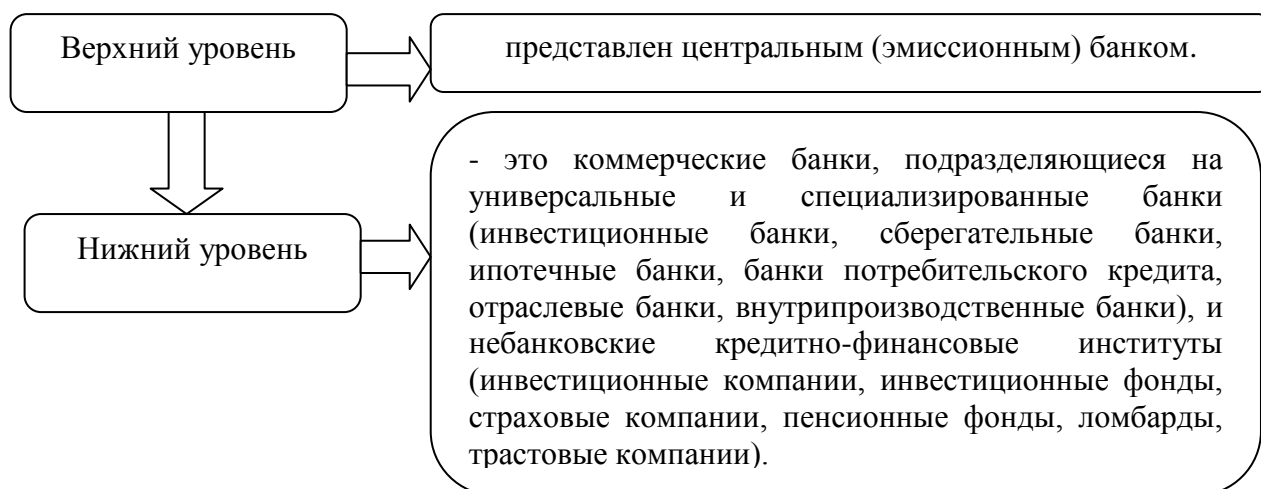 Верхний уровень
представлен центральным (эмиссионным) банком.
Нижний уровень
- это коммерческие банки, подразделяющиеся на
универсальные и специализированные банки
(инвестиционные банки, сберегательные банки,
ипотечные банки, банки потребительского кредита,
отраслевые банки, внутрипроизводственные банки), и
небанковские кредитно-финансовые институты
(инвестиционные компании, инвестиционные фонды,
страховые компании, пенсионные фонды, ломбарды,
трастовые компании).